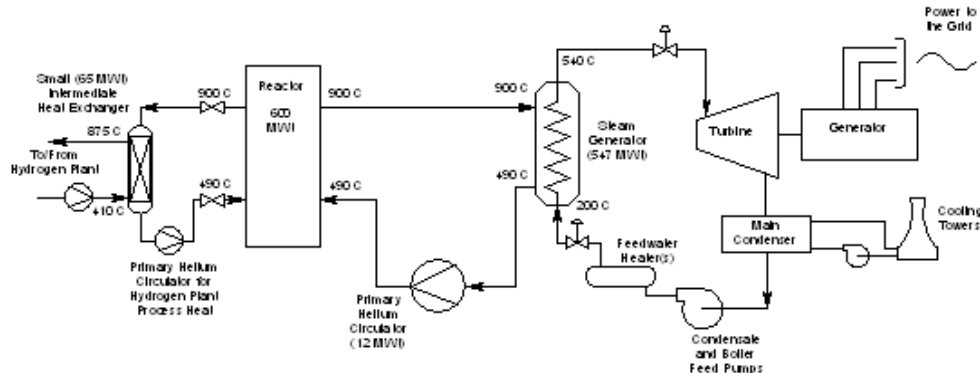 Power to
the Grid
540 C
Small (65 MWt)
Intermediate
Heat Exchanger
900 C
Reactor
600
MWt
900 C
900 C
875 C
Steam
Generator
(547 MWt)
Turbine
Generator
To/From
Hydrogen Plant
490 C
490 C
490 C
410 C
200 C
Main
Condenser
Cooling
Towers
Feedwater
Heater(s)
Primary Helium
Circulator for
Hydrogen Plant
Process Heat
Primary
Helium
Circulator
(12 MWt)
Condensate
and Boiler
Feed Pumps